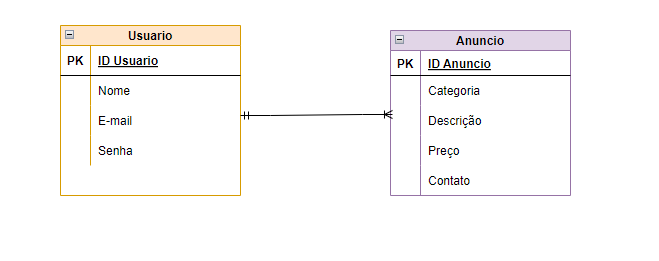 Usuario
PK ID Usuario
Nome
E-mail
Senha
Anuncio
PK ID Anuncio
Categoria
Descrição
Preço
Contato